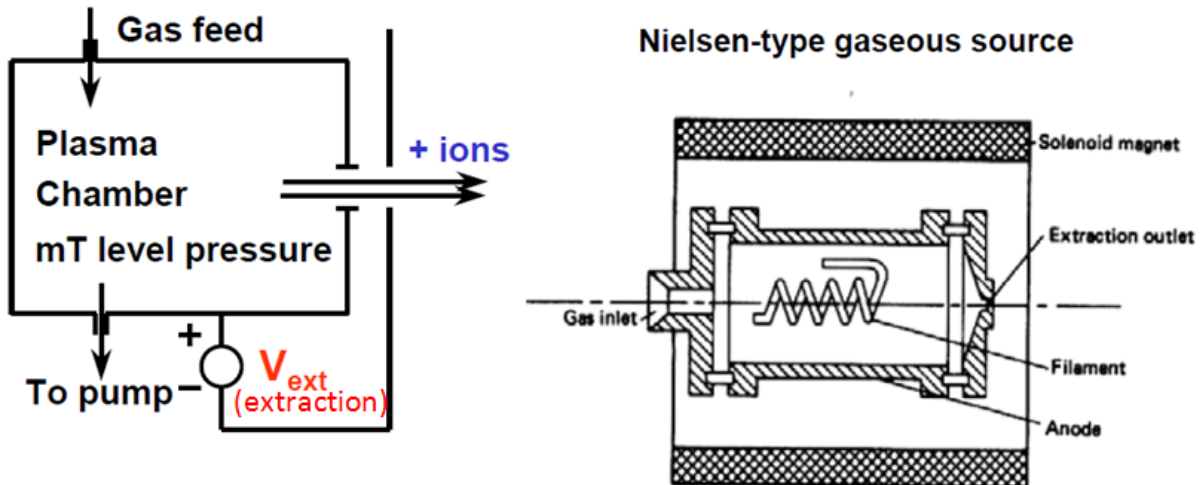 Gas feed
Plasma
Chamber
mT level pressure
+ ions
To pump
+
−
V_ext
(extraction)
Nielsen-type gaseous source
Solenoid magnet
Extraction outlet
Gas inlet
Filament
Anode